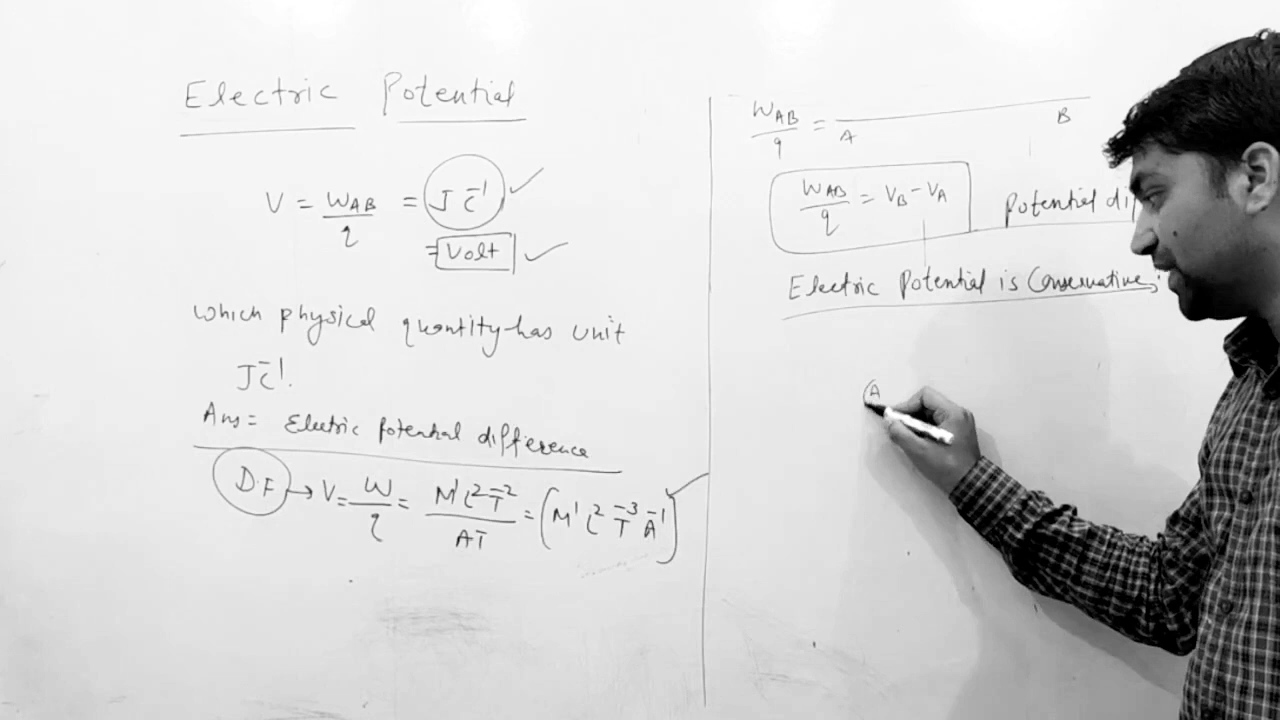 Electric Potential
V = W_AB / q = J C⁻¹
= Volt
which physical quantity has unit
J C⁻¹.
Ans = Electric potential difference
D.F → V = W / q = M¹L²T⁻² / AT = (M¹L²T⁻³A⁻¹)
W_AB / q = A B
W_AB / q = V_B - V_A Potential di
Electric Potential is Conservative
A